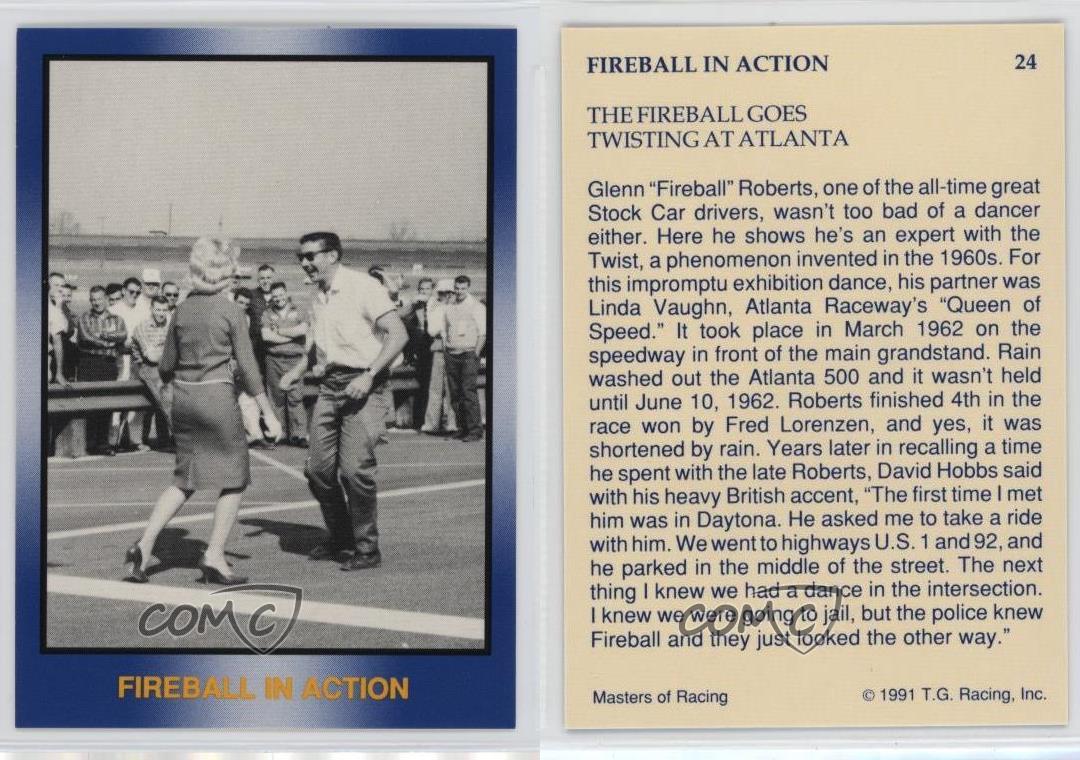 FIREBALL IN ACTION
COMC
FIREBALL IN ACTION 24
THE FIREBALL GOES
TWISTING AT ATLANTA
Glenn “Fireball” Roberts, one of the all-time great
Stock Car drivers, wasn't too bad of a dancer
either. Here he shows he's an expert with the
Twist, a phenomenon invented in the 1960s. For
this impromptu exhibition dance, his partner was
Linda Vaughn, Atlanta Raceway's “Queen of
Speed.” It took place in March 1962 on the
speedway in front of the main grandstand. Rain
washed out the Atlanta 500 and it wasn't held
until June 10, 1962. Roberts finished 4th in the
race won by Fred Lorenzen, and yes, it was
shortened by rain. Years later in recalling a time
he spent with the late Roberts, David Hobbs said
with his heavy British accent, “The first time I met
him was in Daytona. He asked me to take a ride
with him. We went to highways U.S. 1 and 92, and
he parked in the middle of the street. The next
thing I knew we had a dance in the intersection.
I knew we were going to jail, but the police knew
Fireball and they just looked the other way.”
COMC
Masters of Racing © 1991 T.G. Racing, Inc.